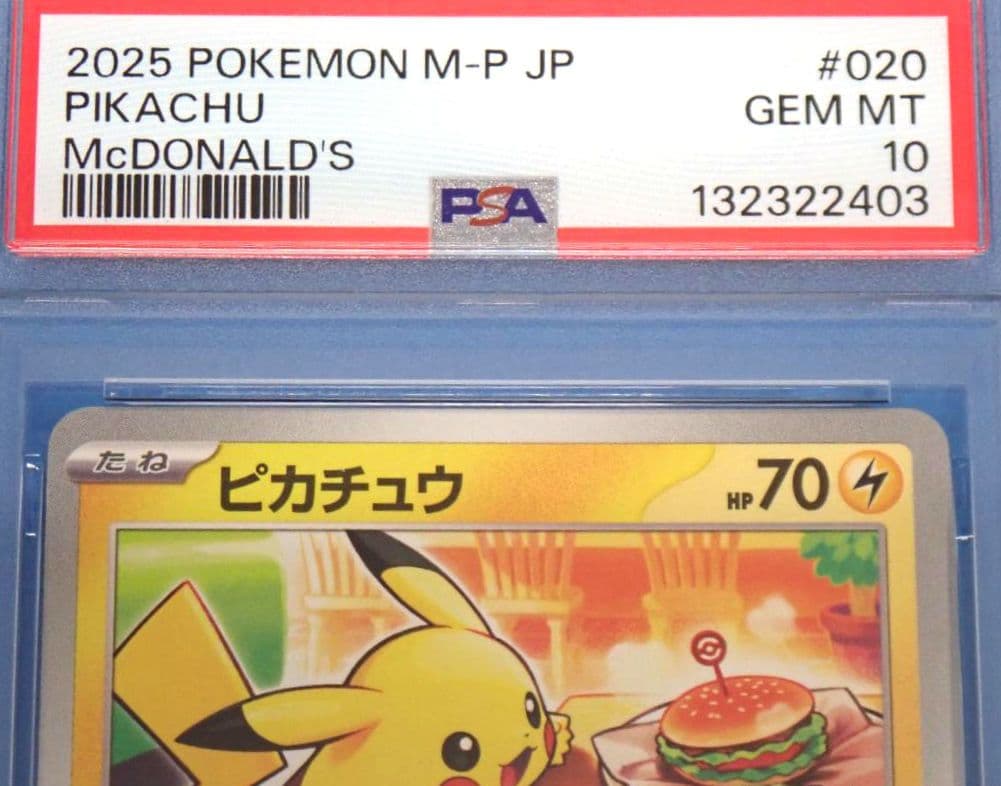 2025 POKEMON M-P JP #020
PIKACHU GEM MT
McDONALD'S 10
PSA 132322403
たね ピカチュウ HP70